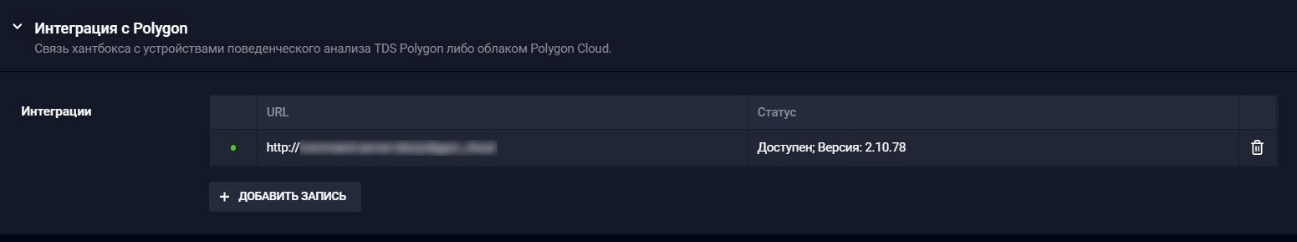 Интеграция с Polygon
Связь хантбокса с устройствами поведенческого анализа TDS Polygon либо облаком Polygon Cloud.
Интеграции
URL
Статус
http://
Доступен; Версия: 2.10.78
+ ДОБАВИТЬ ЗАПИСЬ